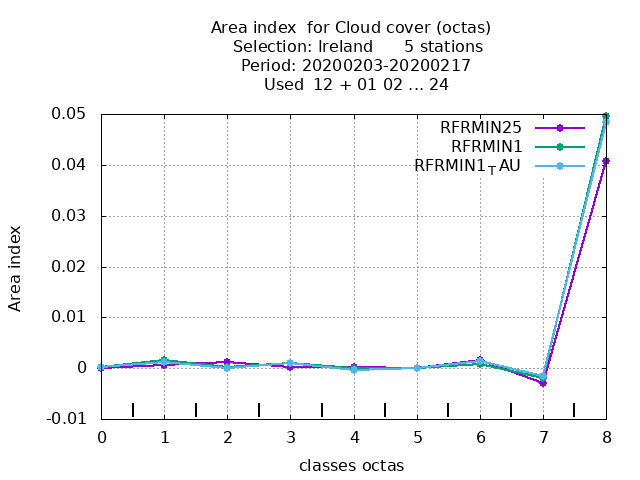 Area index  for Cloud cover (octas)
Selection: Ireland      5 stations
Period: 20200203-20200217
Used  12 + 01 02 ... 24
0.05
0.04
0.03
0.02
0.01
0
-0.01
Area index
RFRMIN25
RFRMIN1
RFRMIN1TAU
0 1 2 3 4 5 6 7 8
classes octas